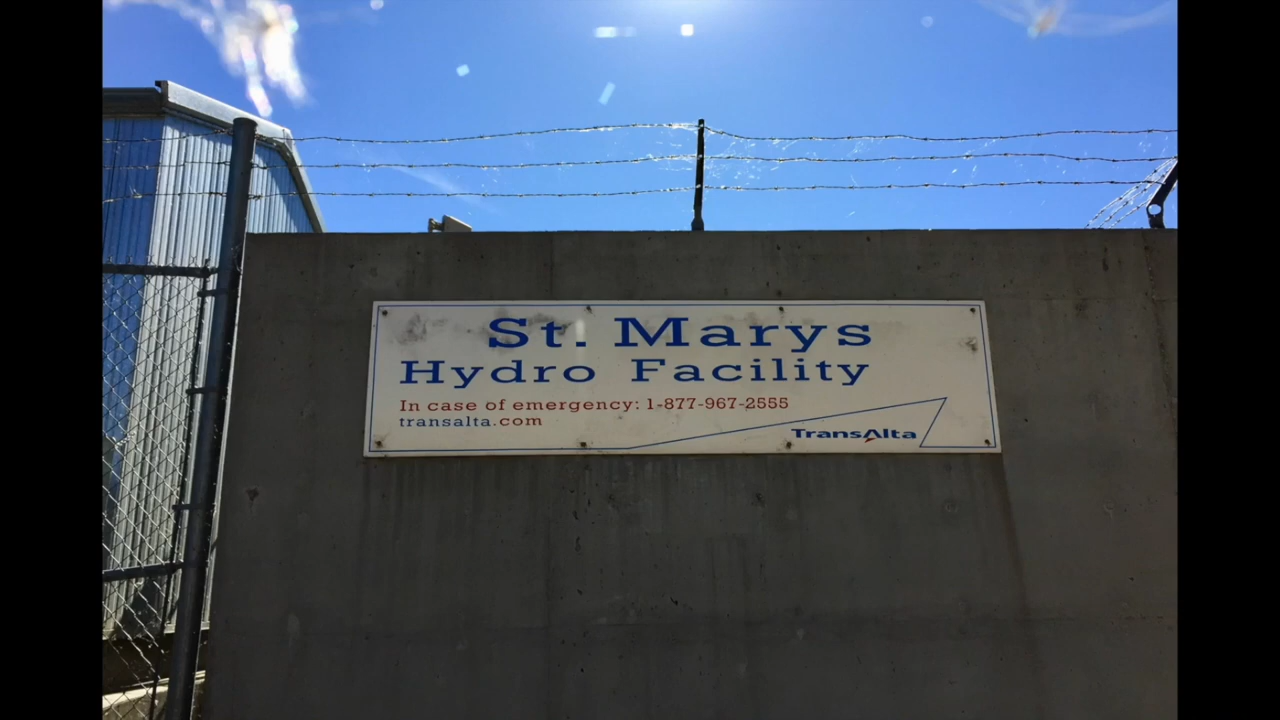 St. Marys
Hydro Facility
In case of emergency: 1-877-967-2555
transalta.com
TransAlta